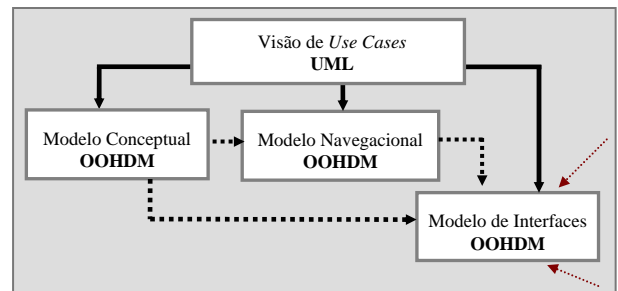 Visão de Use Cases
UML
Modelo Conceptual
OOHDM
Modelo Navegacional
OOHDM
Modelo de Interfaces
OOHDM